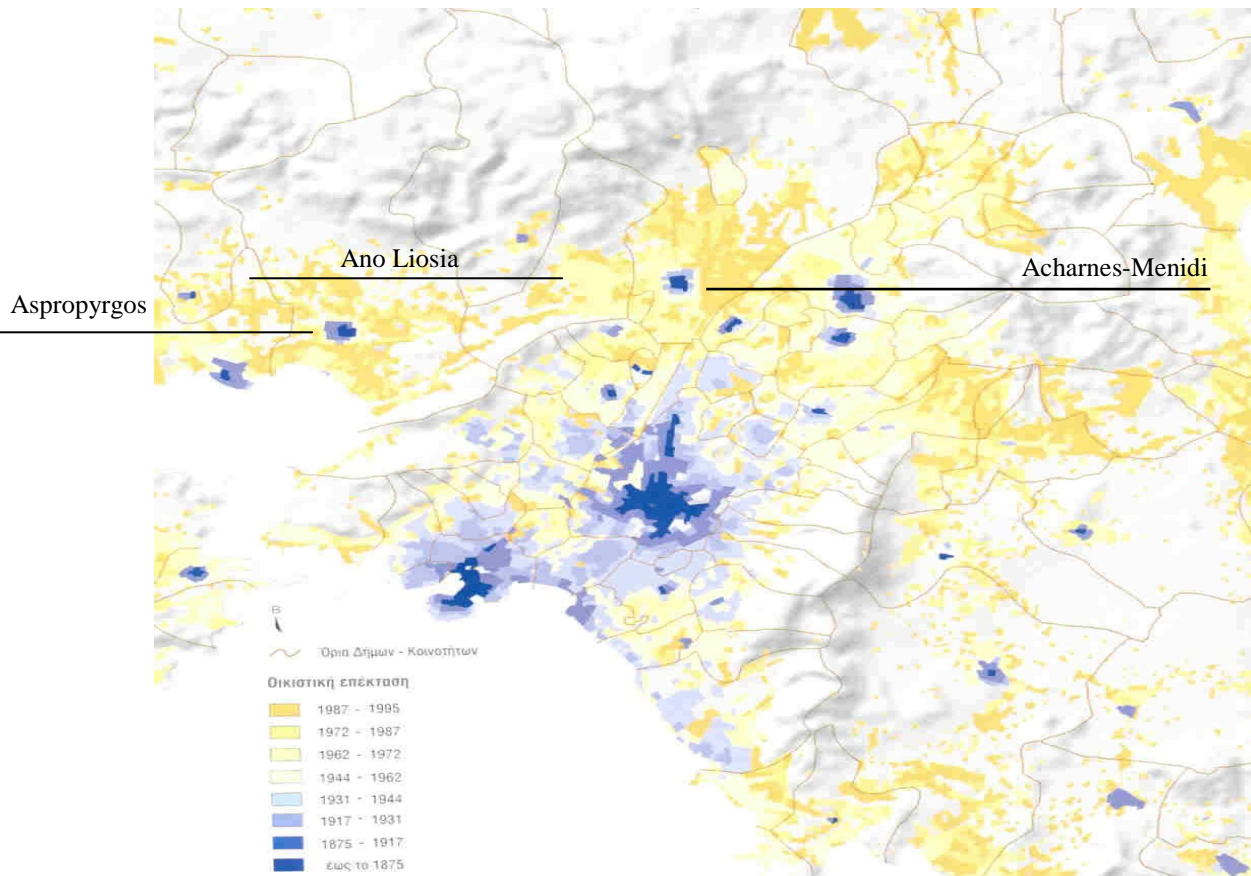 Ano Liosia
Acharnes-Menidi
Aspropyrgos
Β
Όρια Δήμων - Κοινοτήτων
Οικιστική επέκταση
1987 - 1995
1972 - 1987
1962 - 1972
1944 - 1962
1931 - 1944
1917 - 1931
1875 - 1917
έως το 1875